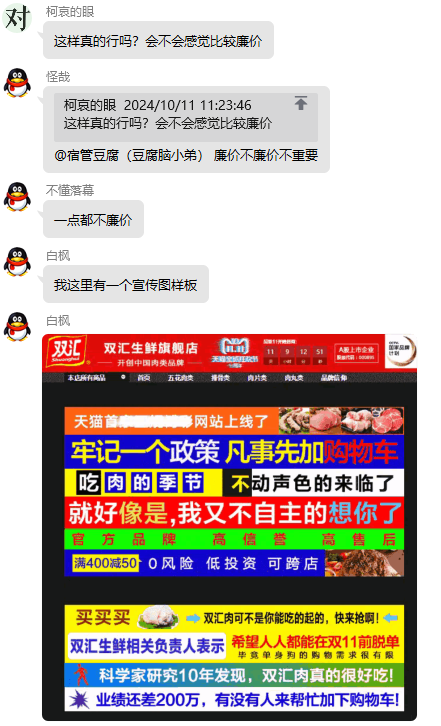 对
柯哀的眼
这样真的行吗？会不会感觉比较廉价
怪哉
柯哀的眼 2024/10/11 11:23:46
这样真的行吗？会不会感觉比较廉价
@宿管豆腐（豆腐脑小弟） 廉价不廉价不重要
不懂落幕
一点都不廉价
白枫
我这里有一个宣传图样板
白枫
双汇 双汇生鲜旗舰店
开创中国肉类品牌
11 9 12 51
A股上市企业
股票代码：000895
国家品牌
计划
本店所有商品 首页 五花肉类 排骨类 肉片类 肉丸类 品牌信仰
天猫首 网站上线了
牢记一个政策 凡事先加购物车
吃肉的季节 不动声色的来临了
就好像是,我又不自主的想你了
官方品牌 高信誉 高售后
满400减50 0风险 低投资 可跨店
买买买 双汇肉可不是你能吃的起的，快来抢啊！
双汇生鲜相关负责人表示 希望人人都能在双11前脱单
毕竟单身狗的购物需求很有限
科学家研究10年发现，双汇肉真的很好吃！
业绩还差200万，有没有人来帮忙加下购物车！